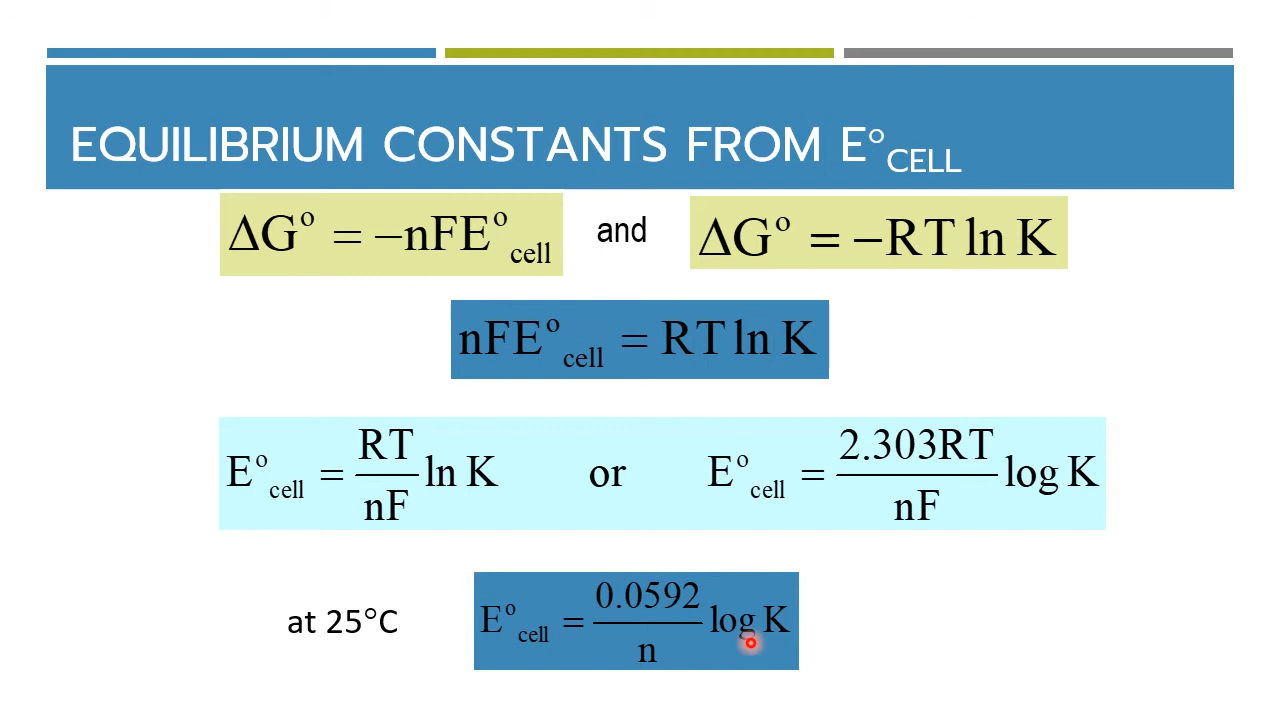 EQUILIBRIUM CONSTANTS FROM E°CELL
ΔG° = −nFE°cell and ΔG° = −RT ln K
nFE°cell = RT ln K
E°cell = RT/nF ln K or E°cell = 2.303RT/nF log K
at 25°C E°cell = 0.0592/n log K